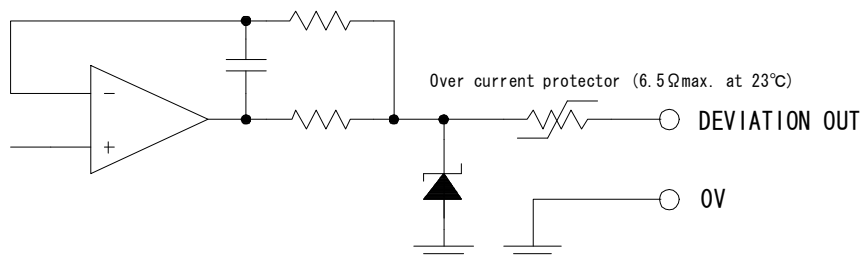 Over current protector (6.5Ωmax. at 23℃)
−
DEVIATION OUT
+
0V